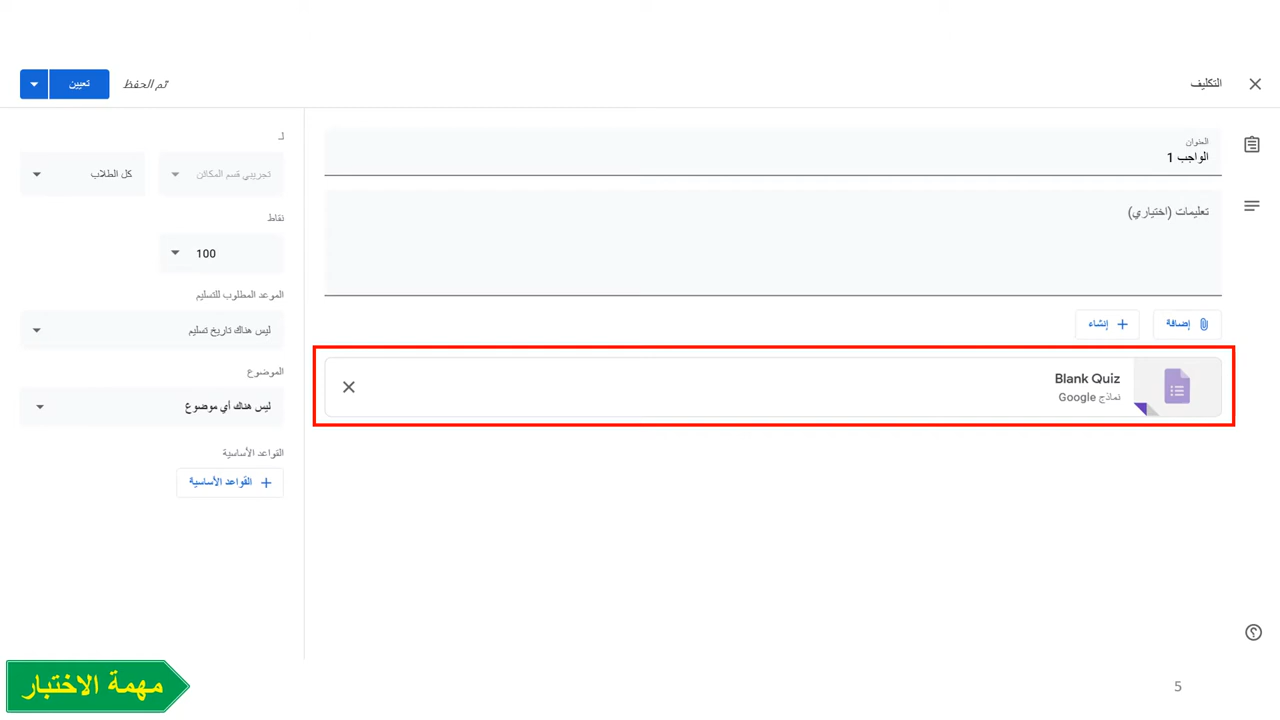 التكليف
تم الحفظ
تعيين
العنوان
الواجب 1
تعليمات (اختياري)
إضافة
إنشاء
Blank Quiz
نماذج Google
لـ
تجريبي قسم المكائن
كل الطلاب
نقاط
100
الموعد المطلوب للتسليم
ليس هناك تاريخ تسليم
الموضوع
ليس هناك أي موضوع
القواعد الأساسية
القواعد الأساسية
مهمة الاختبار
5